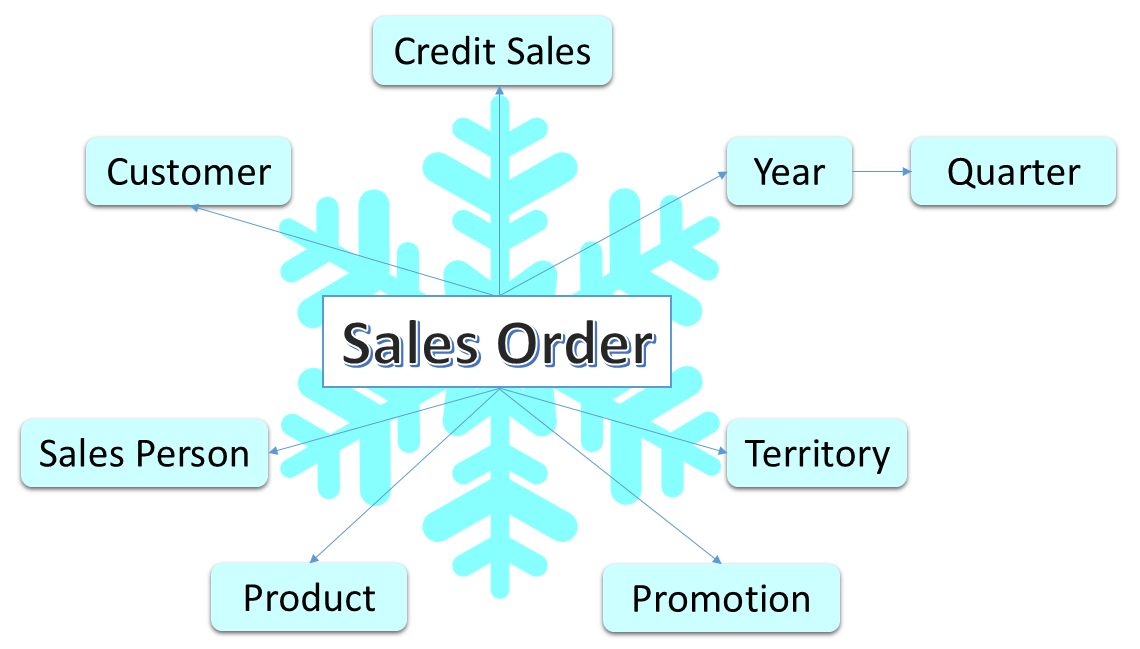 Credit Sales
Customer
Year
Quarter
Sales Order
Sales Person
Territory
Product
Promotion